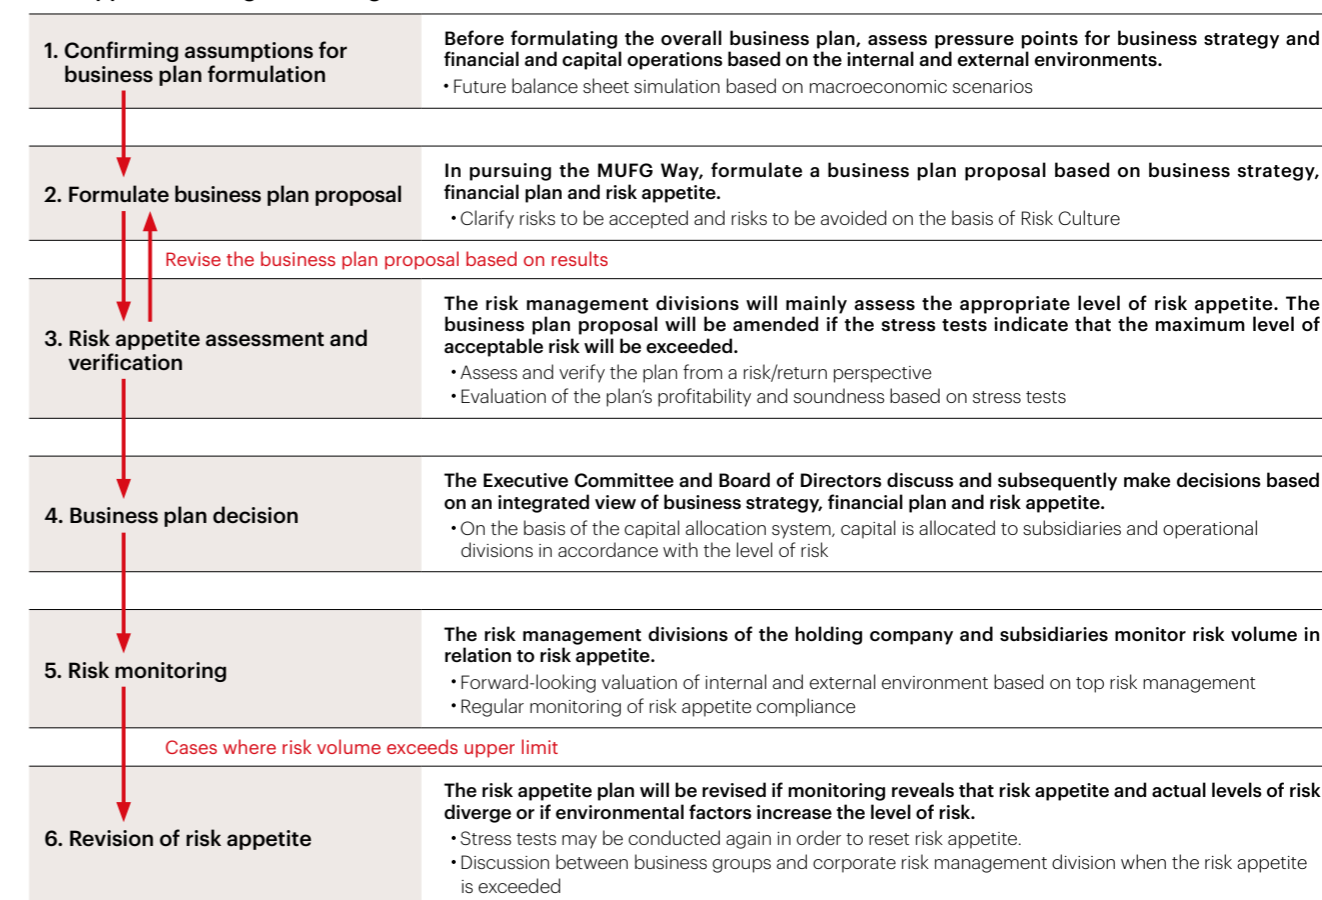 1. Confirming assumptions for
business plan formulation
Before formulating the overall business plan, assess pressure points for business strategy and
financial and capital operations based on the internal and external environments.
• Future balance sheet simulation based on macroeconomic scenarios
2. Formulate business plan proposal
In pursuing the MUFG Way, formulate a business plan proposal based on business strategy,
financial plan and risk appetite.
• Clarify risks to be accepted and risks to be avoided on the basis of Risk Culture
Revise the business plan proposal based on results
3. Risk appetite assessment and
verification
The risk management divisions will mainly assess the appropriate level of risk appetite. The
business plan proposal will be amended if the stress tests indicate that the maximum level of
acceptable risk will be exceeded.
• Assess and verify the plan from a risk/return perspective
• Evaluation of the plan’s profitability and soundness based on stress tests
4. Business plan decision
The Executive Committee and Board of Directors discuss and subsequently make decisions based
on an integrated view of business strategy, financial plan and risk appetite.
• On the basis of the capital allocation system, capital is allocated to subsidiaries and operational
divisions in accordance with the level of risk
5. Risk monitoring
The risk management divisions of the holding company and subsidiaries monitor risk volume in
relation to risk appetite.
• Forward-looking valuation of internal and external environment based on top risk management
• Regular monitoring of risk appetite compliance
Cases where risk volume exceeds upper limit
6. Revision of risk appetite
The risk appetite plan will be revised if monitoring reveals that risk appetite and actual levels of risk
diverge or if environmental factors increase the level of risk.
• Stress tests may be conducted again in order to reset risk appetite.
• Discussion between business groups and corporate risk management division when the risk appetite
is exceeded